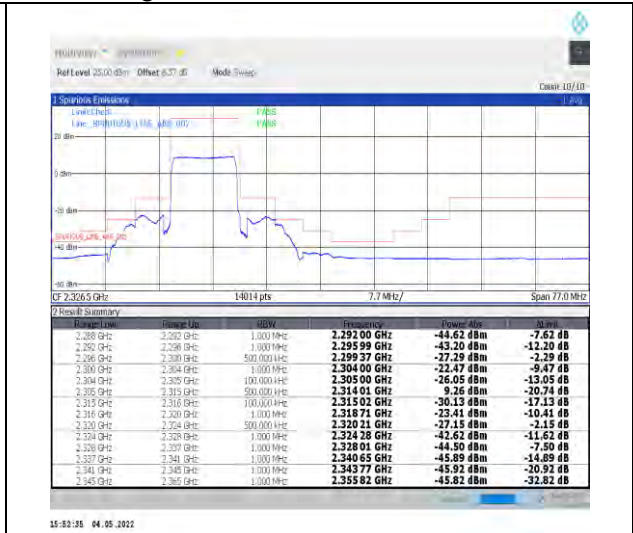 Ref Level 25.00 dBm Offset 6.37 dB Mode Sweep
Count 10/10
1 Spurious Emissions
Limit Check PASS
PASS
20 dBm
0 dBm
-20 dBm
-40 dBm
CF 2.3265 GHz 14014 pts 7.7 MHz/ Span 77.0 MHz
2 Result Summary
Range Low Range Up RBW Frequency Power Abs ΔLimit
2.288 GHz 2.292 GHz 1.000 MHz 2.292 00 GHz -44.62 dBm -7.62 dB
2.292 GHz 2.296 GHz 1.000 MHz 2.295 99 GHz -43.20 dBm -12.20 dB
2.296 GHz 2.300 GHz 500.000 kHz 2.299 37 GHz -27.29 dBm -2.29 dB
2.300 GHz 2.304 GHz 1.000 MHz 2.304 00 GHz -22.47 dBm -9.47 dB
2.304 GHz 2.305 GHz 100.000 kHz 2.305 00 GHz -26.05 dBm -13.05 dB
2.305 GHz 2.315 GHz 500.000 kHz 2.314 01 GHz 9.26 dBm -20.74 dB
2.315 GHz 2.316 GHz 100.000 kHz 2.315 02 GHz -30.13 dBm -17.13 dB
2.316 GHz 2.320 GHz 1.000 MHz 2.318 71 GHz -23.41 dBm -10.41 dB
2.320 GHz 2.324 GHz 500.000 kHz 2.320 21 GHz -27.15 dBm -2.15 dB
2.324 GHz 2.328 GHz 1.000 MHz 2.324 28 GHz -42.62 dBm -11.62 dB
2.328 GHz 2.337 GHz 1.000 MHz 2.328 01 GHz -44.50 dBm -7.50 dB
2.337 GHz 2.341 GHz 1.000 MHz 2.340 65 GHz -45.89 dBm -14.89 dB
2.341 GHz 2.345 GHz 1.000 MHz 2.343 77 GHz -45.92 dBm -20.92 dB
2.345 GHz 2.365 GHz 1.000 MHz 2.355 82 GHz -45.82 dBm -32.82 dB
15:52:35 04.05.2022